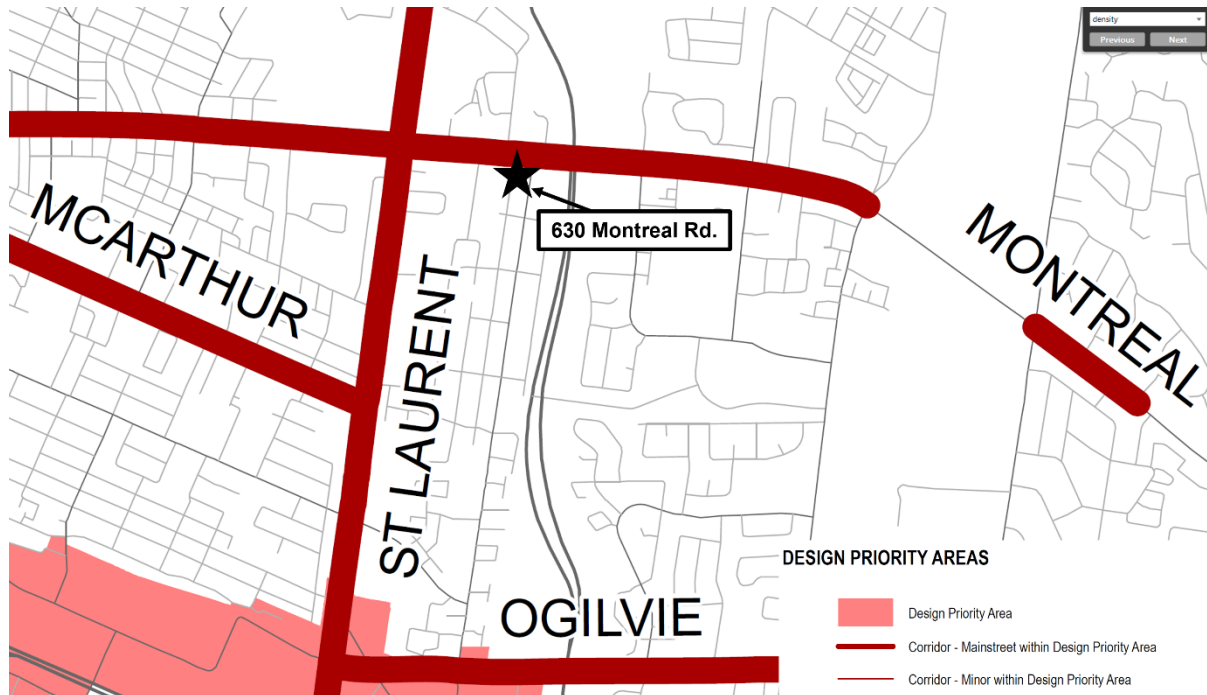 density
Previous Next
630 Montreal Rd.
MCARTHUR
MONTREAL
ST LAURENT
OGILVIE
DESIGN PRIORITY AREAS
Design Priority Area
Corridor - Mainstreet within Design Priority Area
Corridor - Minor within Design Priority Area